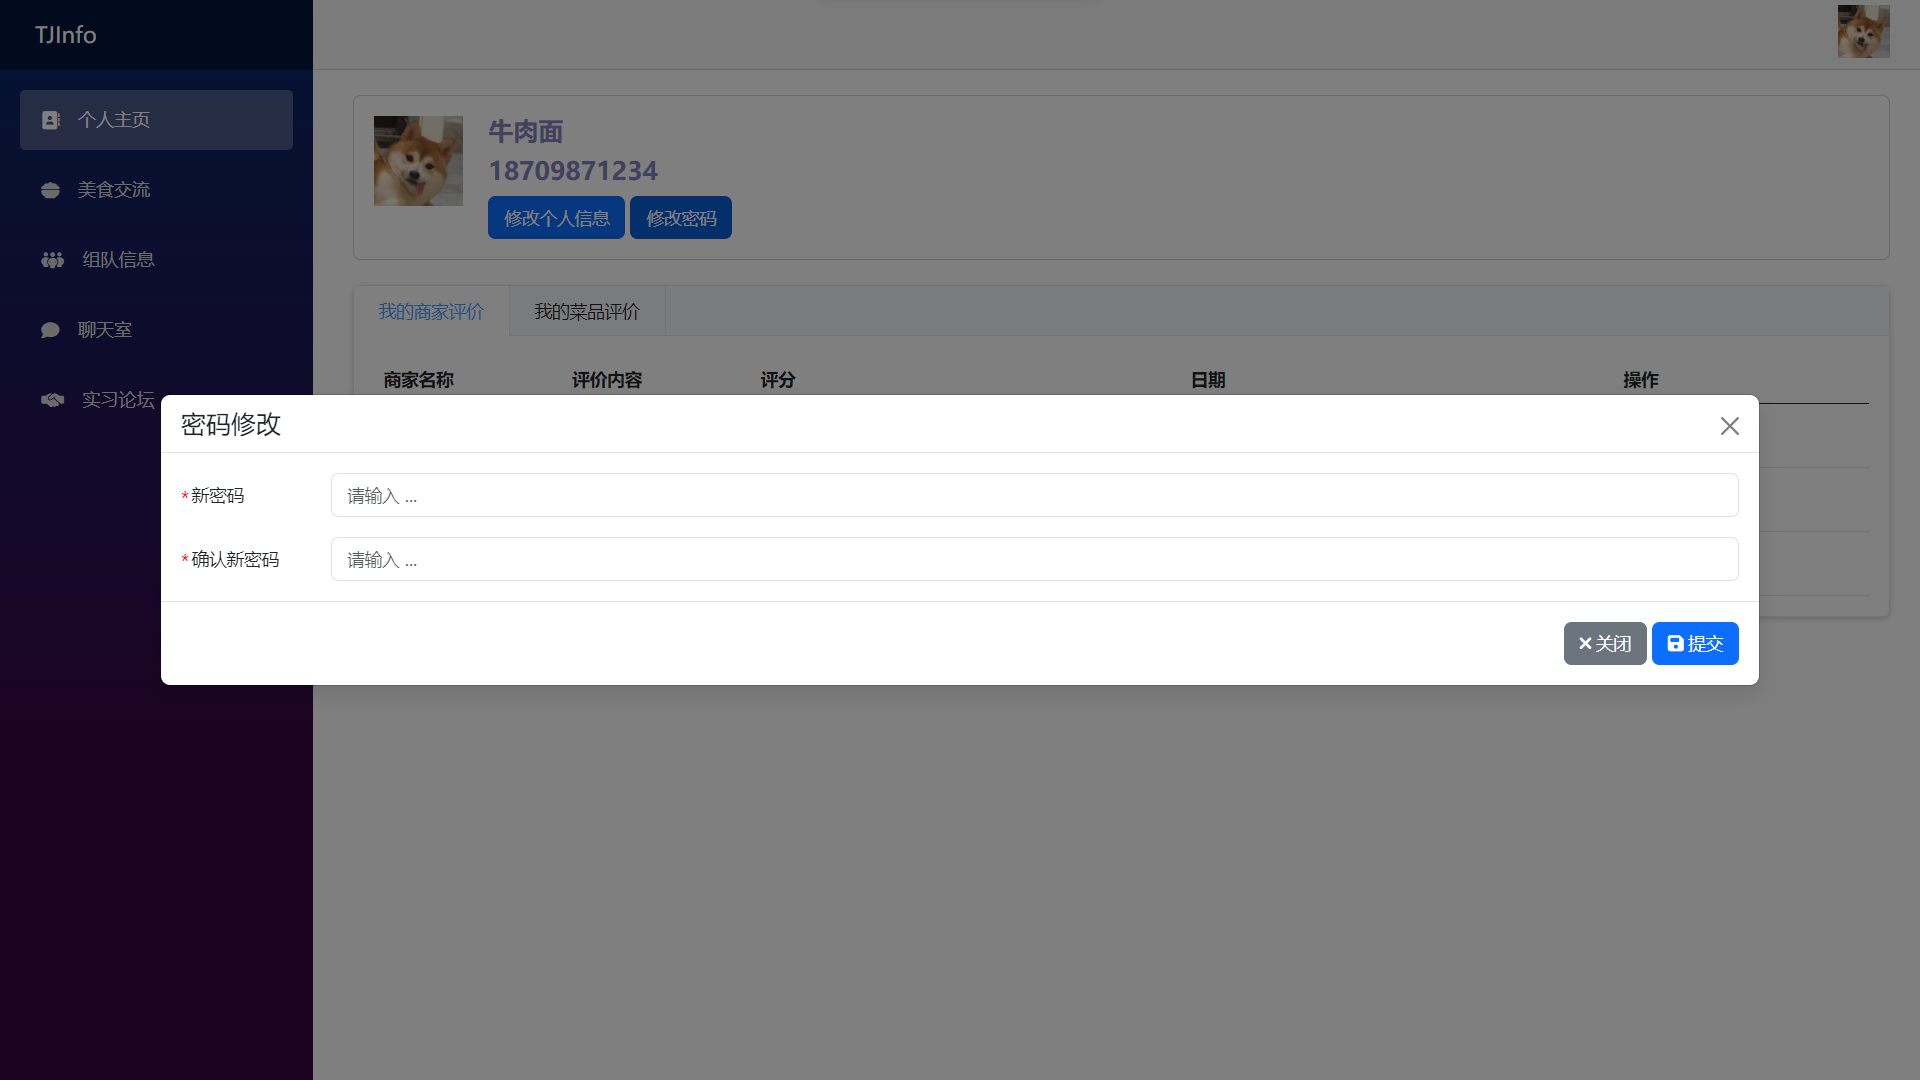 TJInfo
个人主页
美食交流
组队信息
聊天室
实习论坛
牛肉面
18709871234
修改个人信息 修改密码
我的商家评价 我的菜品评价
商家名称 评价内容 评分 日期 操作
密码修改
*新密码 请输入 ...
*确认新密码 请输入 ...
关闭 提交